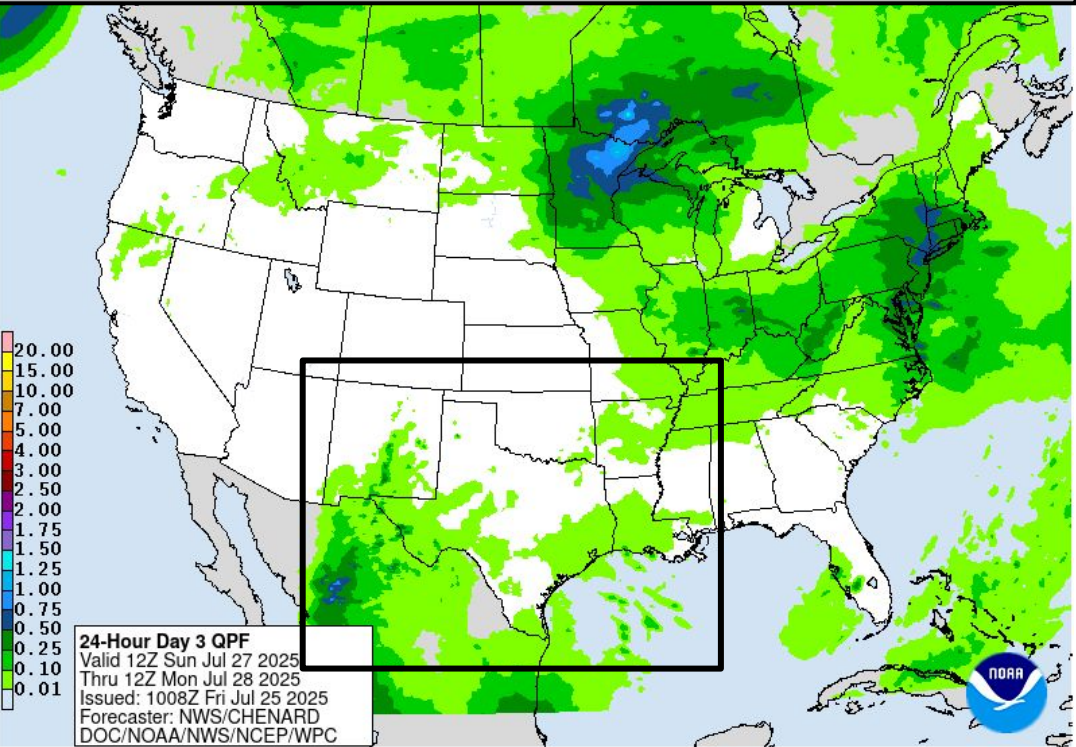 20.00
15.00
10.00
7.00
5.00
4.00
3.00
2.50
2.00
1.75
1.50
1.25
1.00
0.75
0.50
0.25
0.10
0.01
24-Hour Day 3 QPF
Valid 12Z Sun Jul 27 2025
Thru 12Z Mon Jul 28 2025
Issued: 1008Z Fri Jul 25 2025
Forecaster: NWS/CHENARD
DOC/NOAA/NWS/NCEP/WPC
NOAA